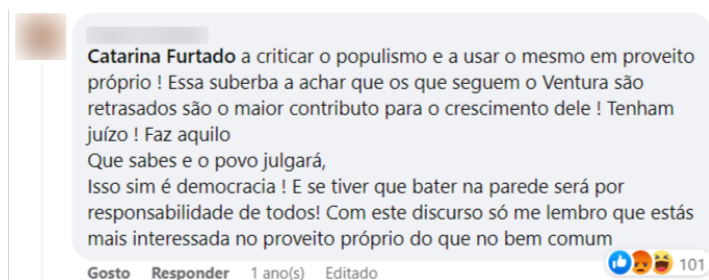 Catarina Furtado a criticar o populismo e a usar o mesmo em proveito
próprio ! Essa suberba a achar que os que seguem o Ventura são
retrasados são o maior contributo para o crescimento dele ! Tenham
juízo ! Faz aquilo
Que sabes e o povo julgará,
Isso sim é democracia ! E se tiver que bater na parede será por
responsabilidade de todos! Com este discurso só me lembro que estás
mais interessada no proveito próprio do que no bem comum
Gosto Responder 1 ano(s) Editado 101